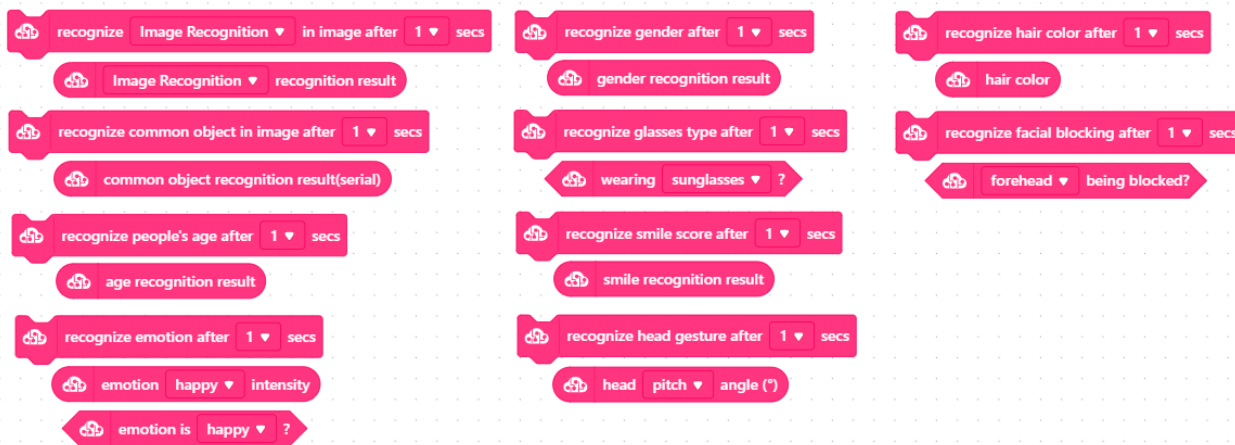 recognize Image Recognition in image after 1 secs
Image Recognition recognition result
recognize common object in image after 1 secs
common object recognition result(serial)
recognize people's age after 1 secs
age recognition result
recognize emotion after 1 secs
emotion happy intensity
emotion is happy ?
recognize gender after 1 secs
gender recognition result
recognize glasses type after 1 secs
wearing sunglasses ?
recognize smile score after 1 secs
smile recognition result
recognize head gesture after 1 secs
head pitch angle (°)
recognize hair color after 1 secs
hair color
recognize facial blocking after 1 secs
forehead being blocked?